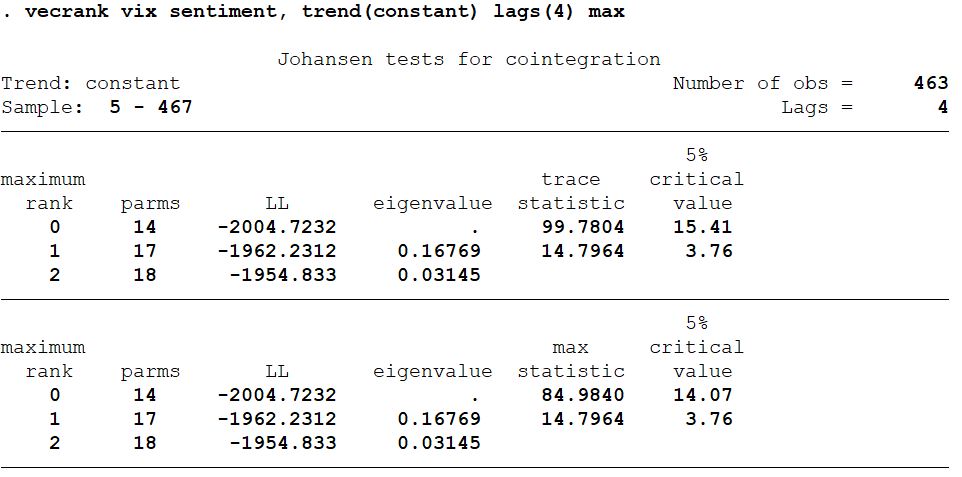 . vecrank vix sentiment, trend(constant) lags(4) max
Johansen tests for cointegration
Trend: constant Number of obs = 463
Sample: 5 - 467 Lags = 4
5%
maximum trace critical
rank parms LL eigenvalue statistic value
0 14 -2004.7232 . 99.7804 15.41
1 17 -1962.2312 0.16769 14.7964 3.76
2 18 -1954.833 0.03145
5%
maximum max critical
rank parms LL eigenvalue statistic value
0 14 -2004.7232 . 84.9840 14.07
1 17 -1962.2312 0.16769 14.7964 3.76
2 18 -1954.833 0.03145